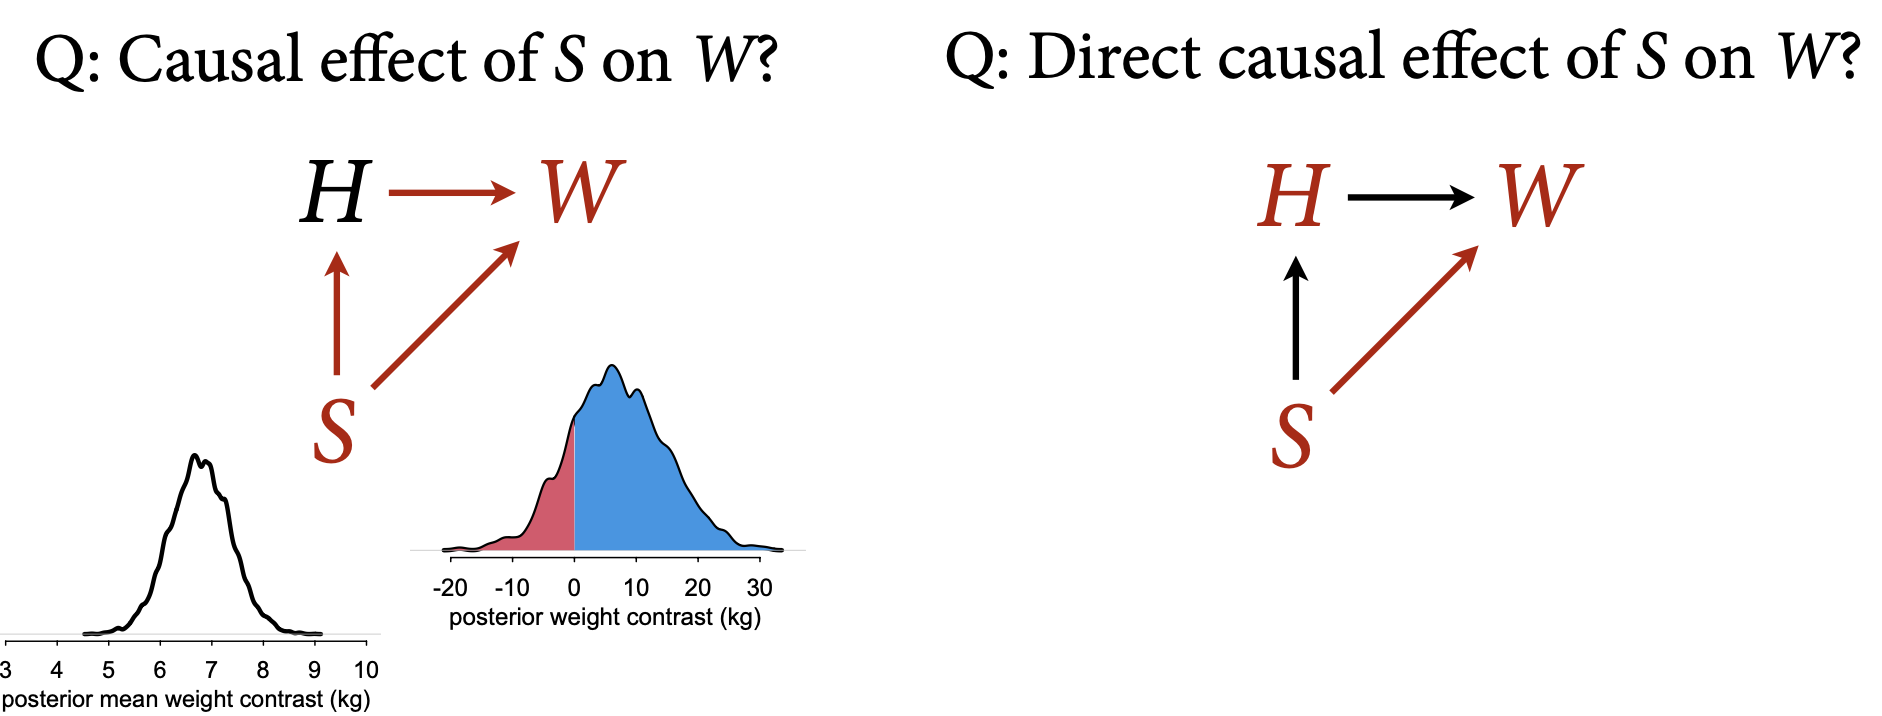 Q: Causal effect of S on W?
H
W
S
3 4 5 6 7 8 9 10
posterior mean weight contrast (kg)
-20 -10 0 10 20 30
posterior weight contrast (kg)
Q: Direct causal effect of S on W?
H
W
S